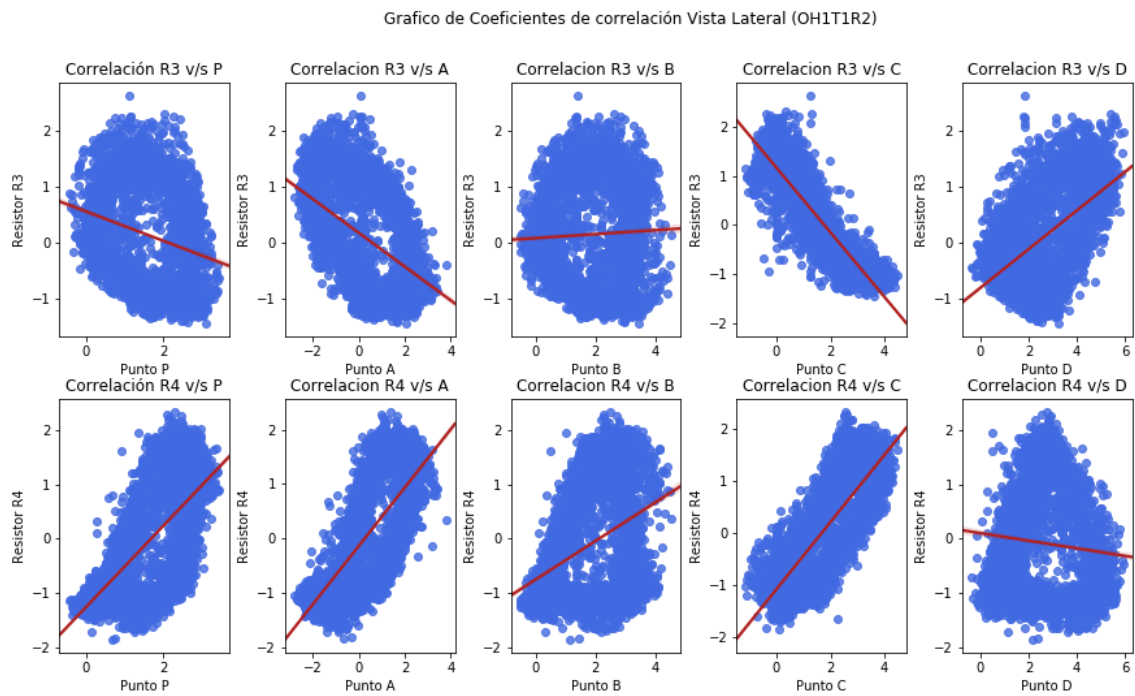 Grafico de Coeficientes de correlación Vista Lateral (OH1T1R2)
Correlación R3 v/s P
Correlacion R3 v/s A
Correlacion R3 v/s B
Correlacion R3 v/s C
Correlacion R3 v/s D
Resistor R3
2
1
0
−1
0
2
Punto P
Resistor R3
2
1
0
−1
−2
0
2
4
Punto A
Resistor R3
2
1
0
−1
0
2
4
Punto B
Resistor R3
2
1
0
−1
−2
0
2
4
Punto C
Resistor R3
2
1
0
−1
0
2
4
6
Punto D
Correlación R4 v/s P
Correlacion R4 v/s A
Correlacion R4 v/s B
Correlacion R4 v/s C
Correlacion R4 v/s D
Resistor R4
2
1
0
−1
−2
0
2
Punto P
Resistor R4
2
1
0
−1
−2
−2
0
2
4
Punto A
Resistor R4
2
1
0
−1
−2
0
2
4
Punto B
Resistor R4
2
1
0
−1
−2
0
2
4
Punto C
Resistor R4
2
1
0
−1
−2
0
2
4
6
Punto D